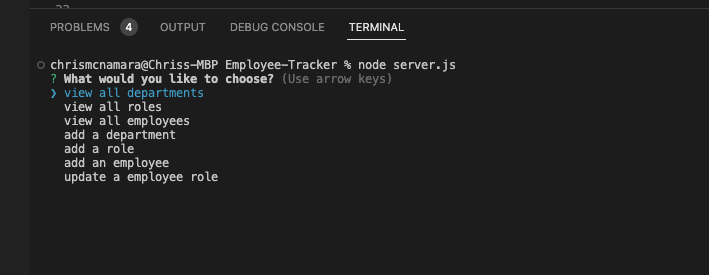 PROBLEMS 4 OUTPUT DEBUG CONSOLE TERMINAL
chrismcnamara@Chriss-MBP Employee-Tracker % node server.js
? What would you like to choose? (Use arrow keys)
❯ view all departments
view all roles
view all employees
add a department
add a role
add an employee
update a employee role